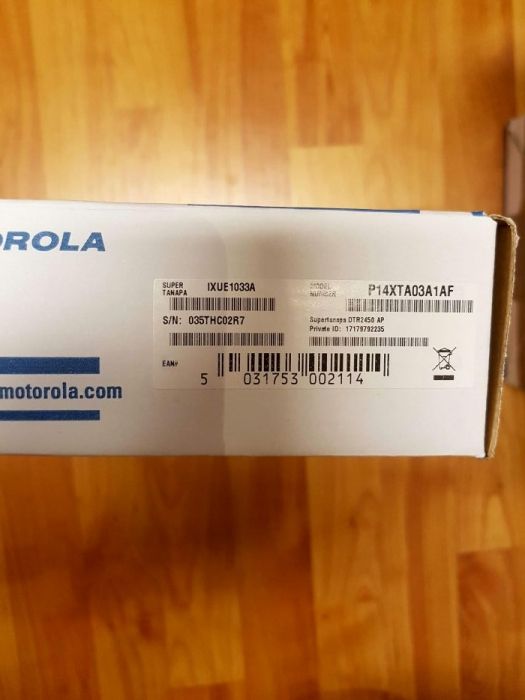 OROLA
motorola.com
SUPER TANAPA IXUE1033A
MODEL NUMBER P14XTA03A1AF
S/N: 035THC02R7
Supertanapa DTR2450 AP
Private ID: 17179792235
EAN#
5 031753 002114